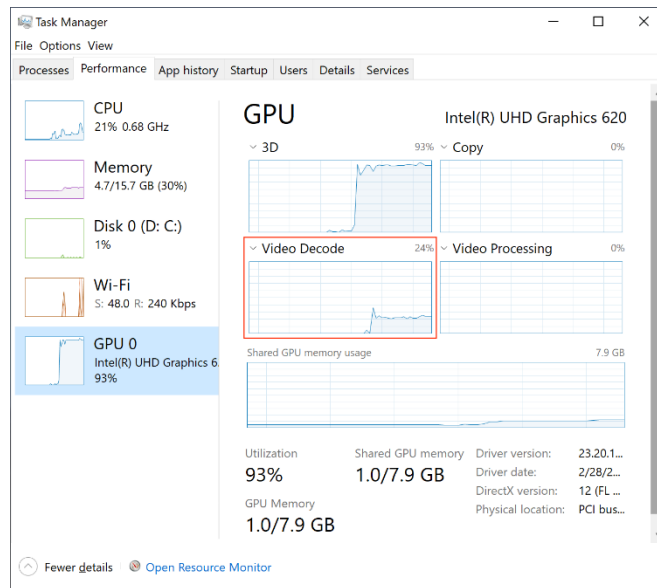 Task Manager
File Options View
Processes Performance App history Startup Users Details Services
CPU
21% 0.68 GHz
Memory
4.7/15.7 GB (30%)
Disk 0 (D: C:)
1%
Wi-Fi
S: 48.0 R: 240 Kbps
GPU 0
Intel(R) UHD Graphics 6
93%
GPU Intel(R) UHD Graphics 620
3D 93% Copy 0%
Video Decode 24% Video Processing 0%
Shared GPU memory usage 7.9 GB
Utilization
93%
Shared GPU memory
1.0/7.9 GB
GPU Memory
1.0/7.9 GB
Driver version: 23.20.1...
Driver date: 2/28/2...
DirectX version: 12 (FL ...
Physical location: PCI bus...
Fewer details Open Resource Monitor